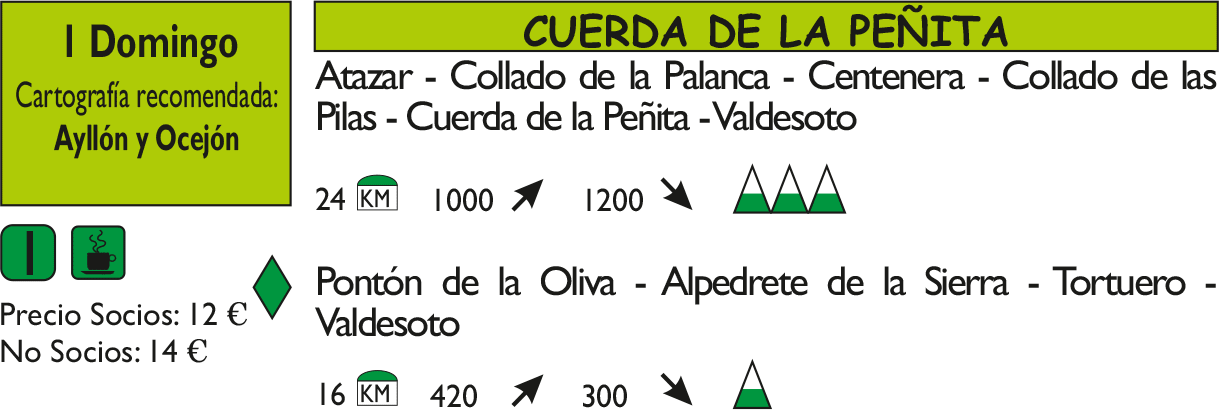 1 Domingo
Cartografía recomendada:
Ayllón y Ocejón
1
Precio Socios: 12 €
No Socios: 14 €
CUERDA DE LA PEÑITA
Atazar - Collado de la Palanca - Centenera - Collado de las
Pilas - Cuerda de la Peñita - Valdesoto
24 KM 1000 1200
Pontón de la Oliva - Alpedrete de la Sierra - Tortuero -
Valdesoto
16 KM 420 300